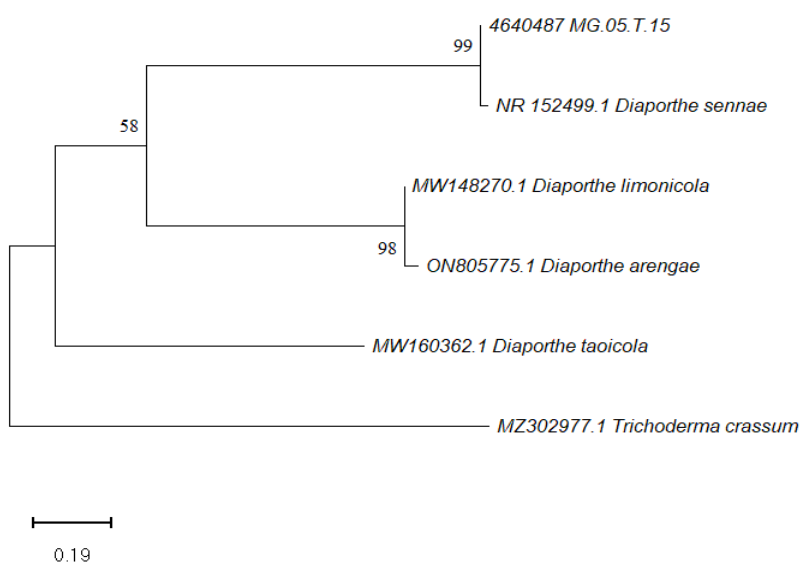 4640487 MG.05.T.15
99
NR 152499.1 Diaporthe sennae
58
MW148270.1 Diaporthe limonicola
98
ON805775.1 Diaporthe arengae
MW160362.1 Diaporthe taoicola
MZ302977.1 Trichoderma crassum
0.19